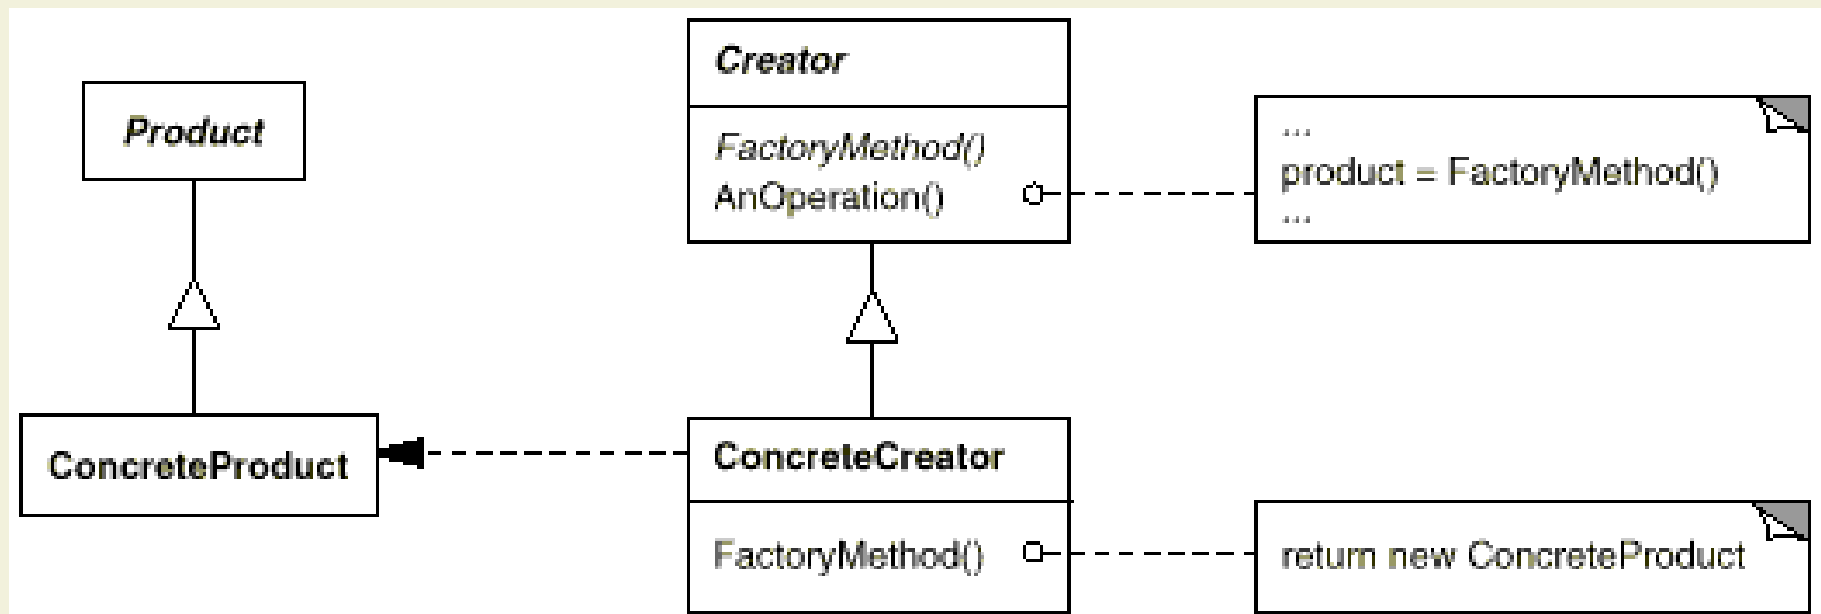 Product
ConcreteProduct
Creator
FactoryMethod()
AnOperation()
...
product = FactoryMethod()
...
ConcreteCreator
FactoryMethod()
return new ConcreteProduct